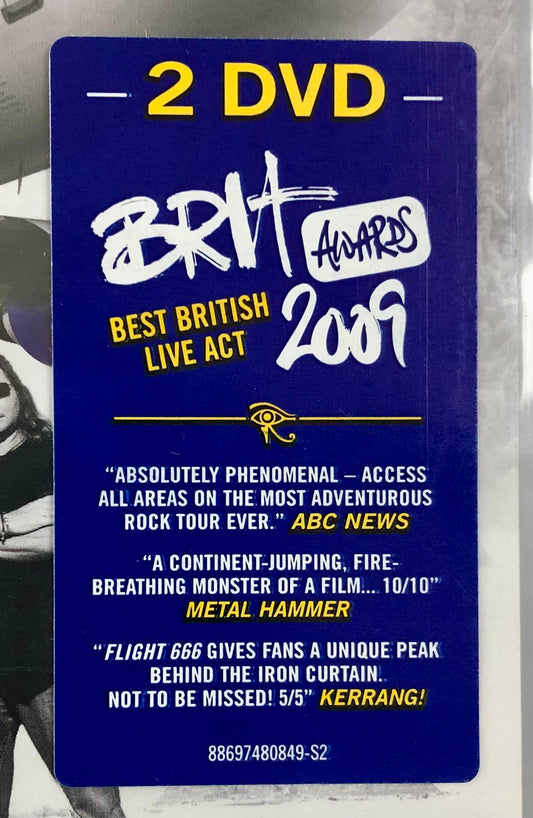 — 2 DVD —
BRIT AWARDS
BEST BRITISH
LIVE ACT
2009
“ABSOLUTELY PHENOMENAL – ACCESS
ALL AREAS ON THE MOST ADVENTUROUS
ROCK TOUR EVER.” ABC NEWS
“A CONTINENT-JUMPING, FIRE-
BREATHING MONSTER OF A FILM... 10/10”
METAL HAMMER
“FLIGHT 666 GIVES FANS A UNIQUE PEAK
BEHIND THE IRON CURTAIN.
NOT TO BE MISSED! 5/5” KERRANG!
88697480849-S2